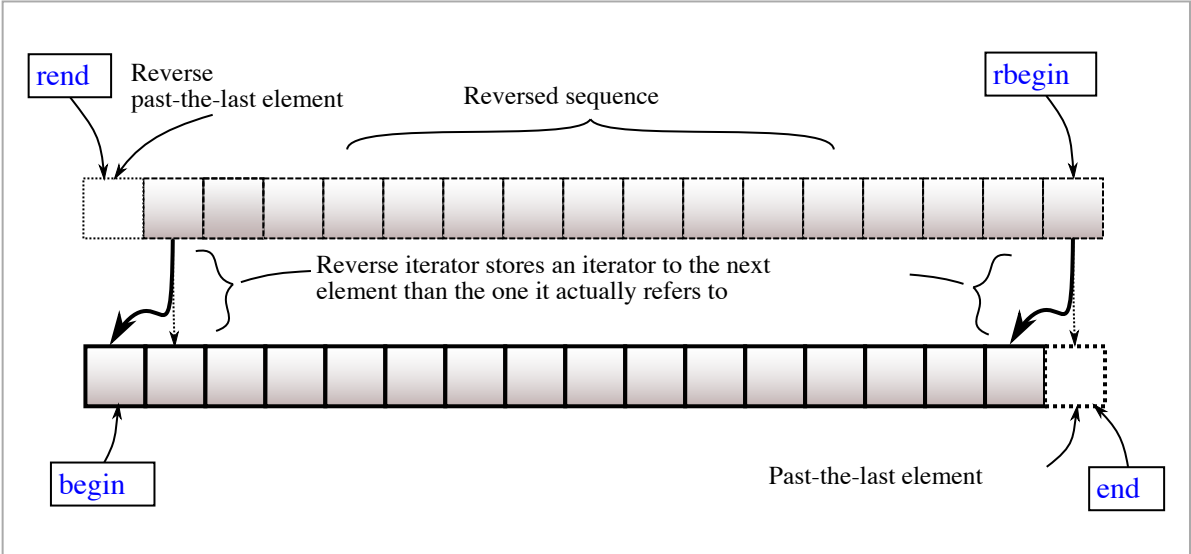 rend
Reverse
past-the-last element
Reversed sequence
rbegin
Reverse iterator stores an iterator to the next
element than the one it actually refers to
begin
Past-the-last element
end